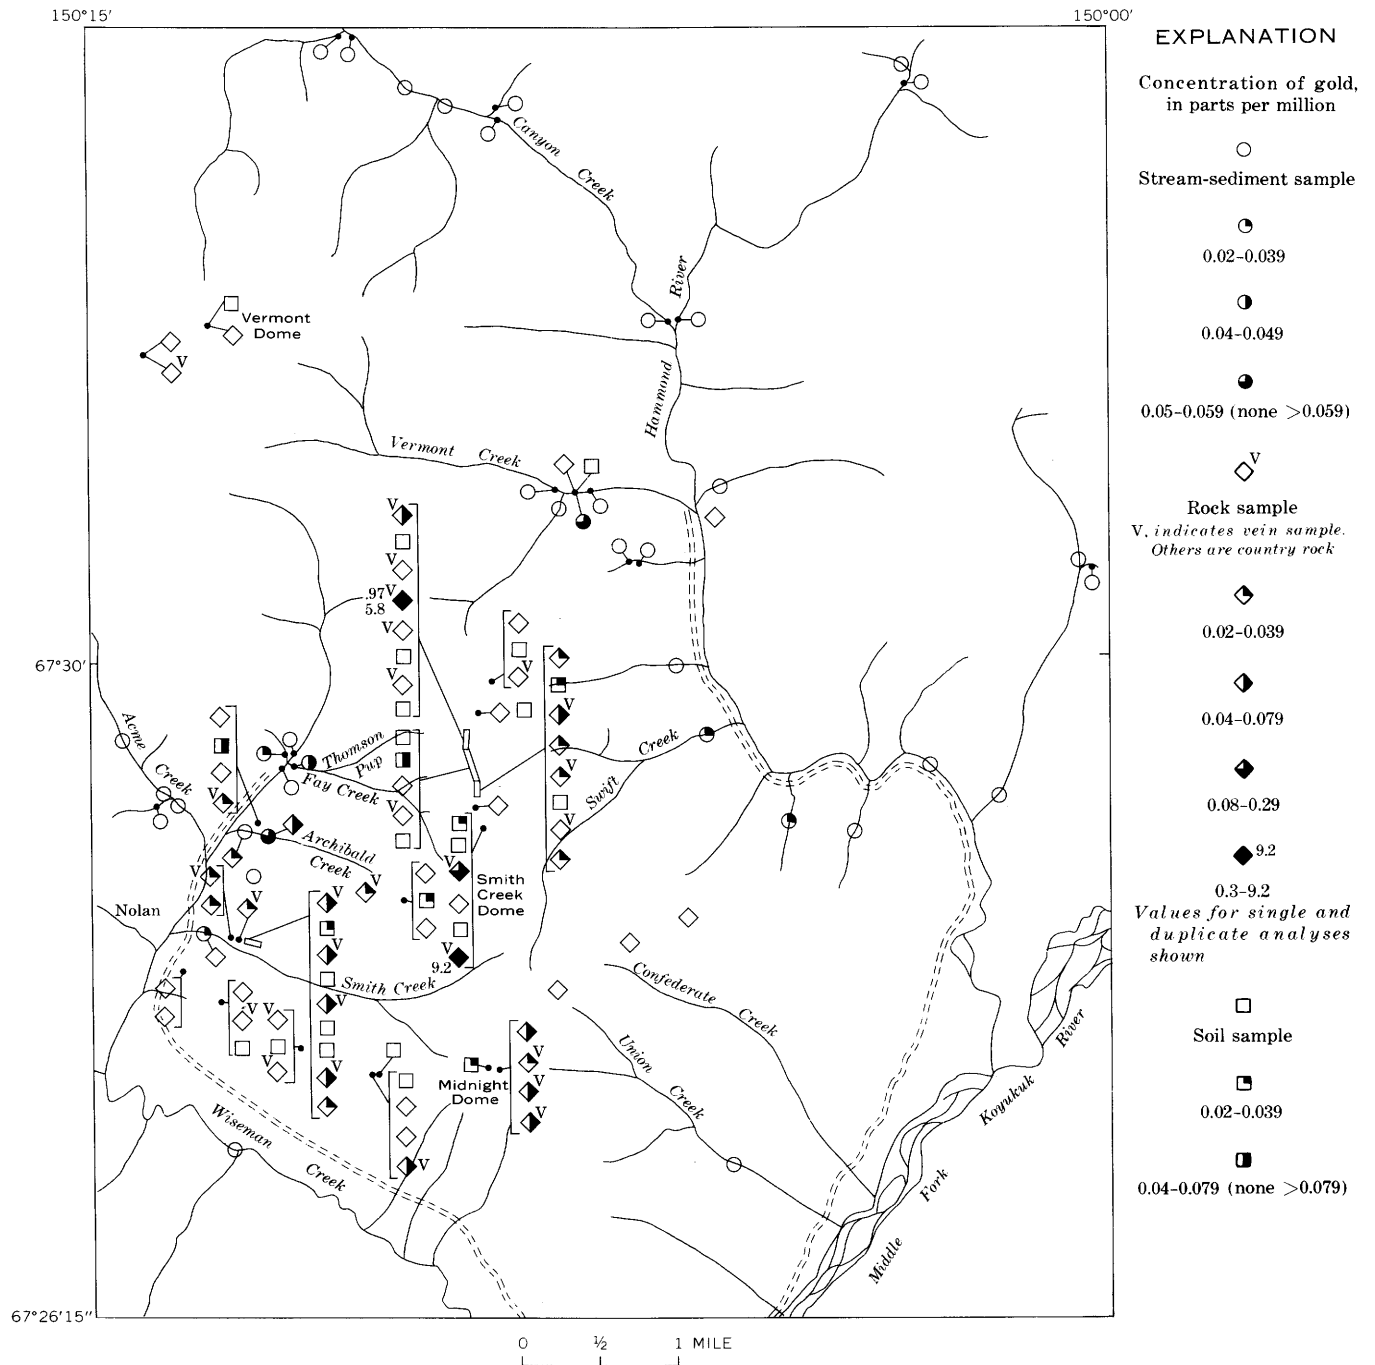 150°15′
150°00′
EXPLANATION
Concentration of gold,
in parts per million
Stream-sediment sample
0.02–0.039
0.04–0.049
0.05–0.059 (none >0.059)
V
Rock sample
V, indicates vein sample.
Others are country rock
0.02–0.039
0.04–0.079
0.08–0.29
9.2
0.3–9.2
Values for single and
duplicate analyses
shown
Soil sample
0.02–0.039
0.04–0.079 (none >0.079)
Canyon
Creek
River
Hammond
Vermont
Dome
V
Vermont Creek
V
V
.97 V
5.8
V
V
V
67°30′
V
V
V
V
Acme
Creek
Thomson
Pup
Fay Creek
Creek
Swift
V
V
Archibald
Creek
V
V
V
V
V
Smith
Creek
Dome
V
9.2
Nolan
V
V
V
Smith Creek
V
V
V
V
V
Confederate
Creek
Union
Creek
Midnight
Dome
V
V
V
V
Wiseman
Creek
River
Koyukuk
Fork
Middle
67°26′15″
0 ½ 1 MILE